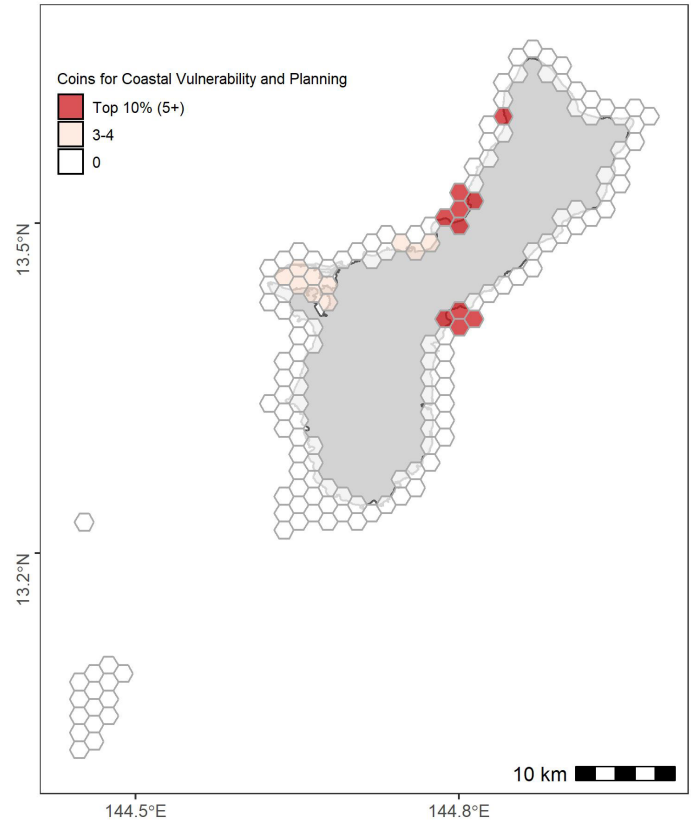 Coins for Coastal Vulnerability and Planning
Top 10% (5+)
3-4
0
13.5°N
13.2°N
10 km
144.5°E
144.8°E